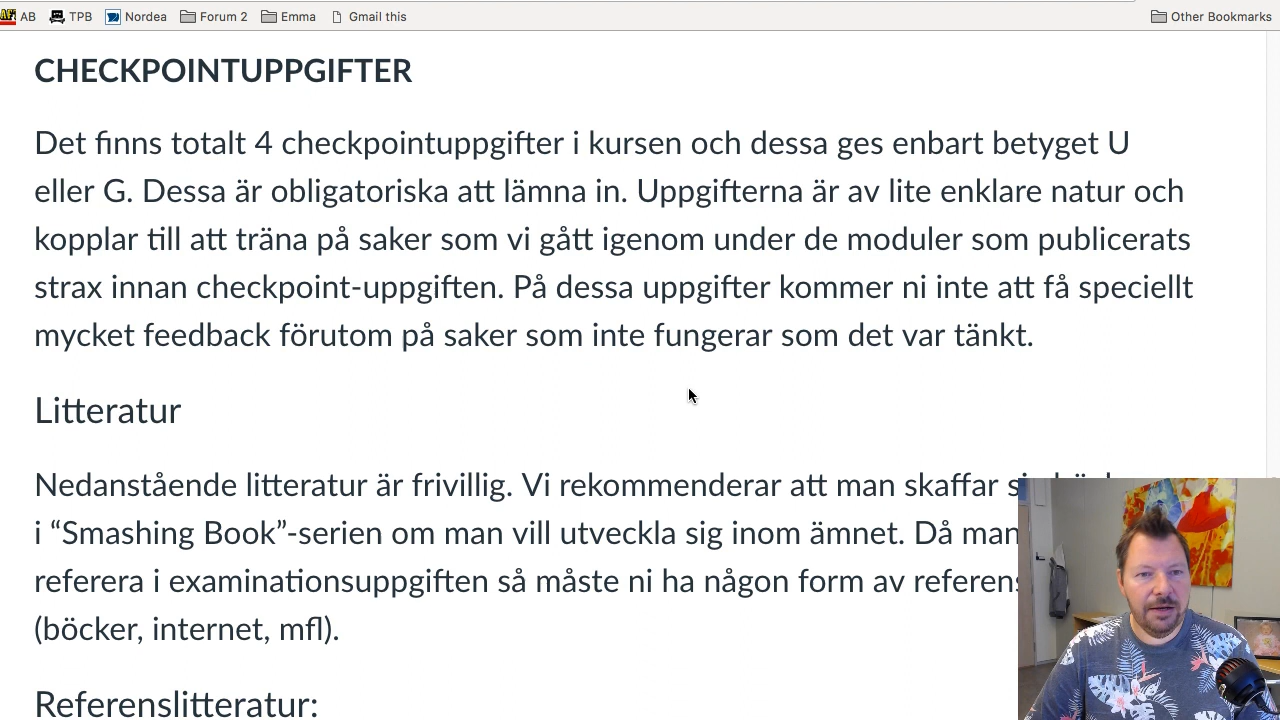 AB TPB Nordea Forum 2 Emma Gmail this Other Bookmarks
CHECKPOINTUPPGIFTER
Det finns totalt 4 checkpointuppgifter i kursen och dessa ges enbart betyget U
eller G. Dessa är obligatoriska att lämna in. Uppgifterna är av lite enklare natur och
kopplar till att träna på saker som vi gått igenom under de moduler som publicerats
strax innan checkpoint-uppgiften. På dessa uppgifter kommer ni inte att få speciellt
mycket feedback förutom på saker som inte fungerar som det var tänkt.
Litteratur
Nedanstående litteratur är frivillig. Vi rekommenderar att man skaffar
i “Smashing Book”-serien om man vill utveckla sig inom ämnet. Då man
referera i examinationsuppgiften så måste ni ha någon form av referens
(böcker, internet, mfl).
Referenslitteratur: